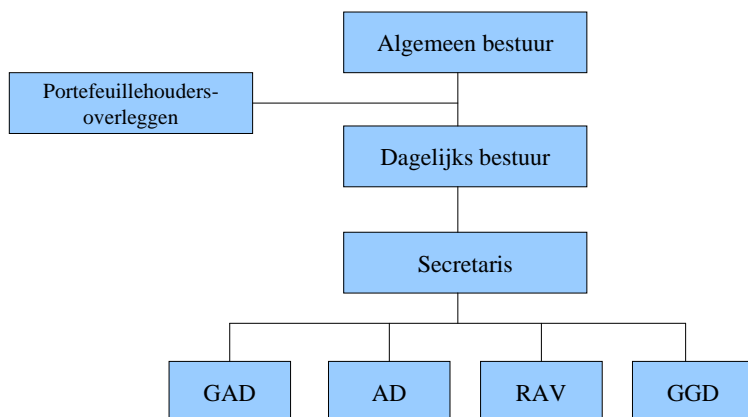 Algemeen bestuur
Portefeuillehouders-
overleggen
Dagelijks bestuur
Secretaris
GAD
AD
RAV
GGD